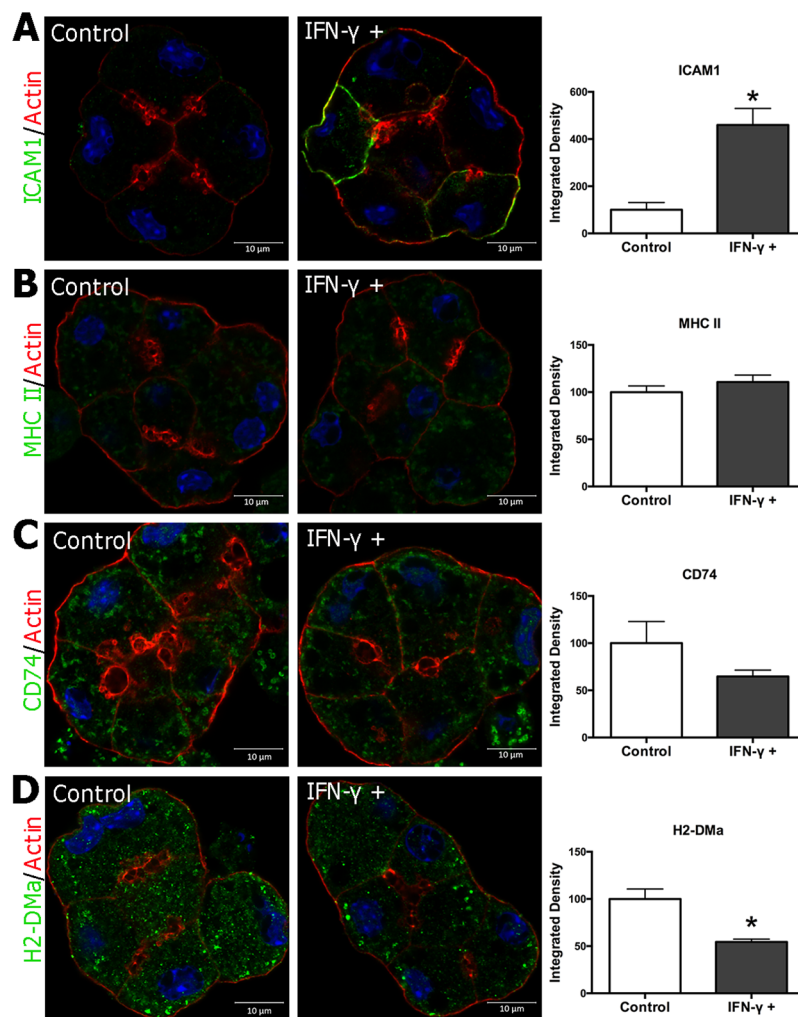 A
ICAM1/Actin
Control
10 µm
IFN-γ +
10 µm
ICAM1
Integrated Density
600
400
200
0
*
Control
IFN-γ +
B
MHC II/Actin
Control
10 µm
IFN-γ +
10 µm
MHC II
Integrated Density
150
100
50
0
Control
IFN-γ +
C
CD74/Actin
Control
10 µm
IFN-γ +
10 µm
CD74
Integrated Density
150
100
50
0
Control
IFN-γ +
D
H2-DMa/Actin
Control
10 µm
IFN-γ +
10 µm
H2-DMa
Integrated Density
150
100
50
0
*
Control
IFN-γ +